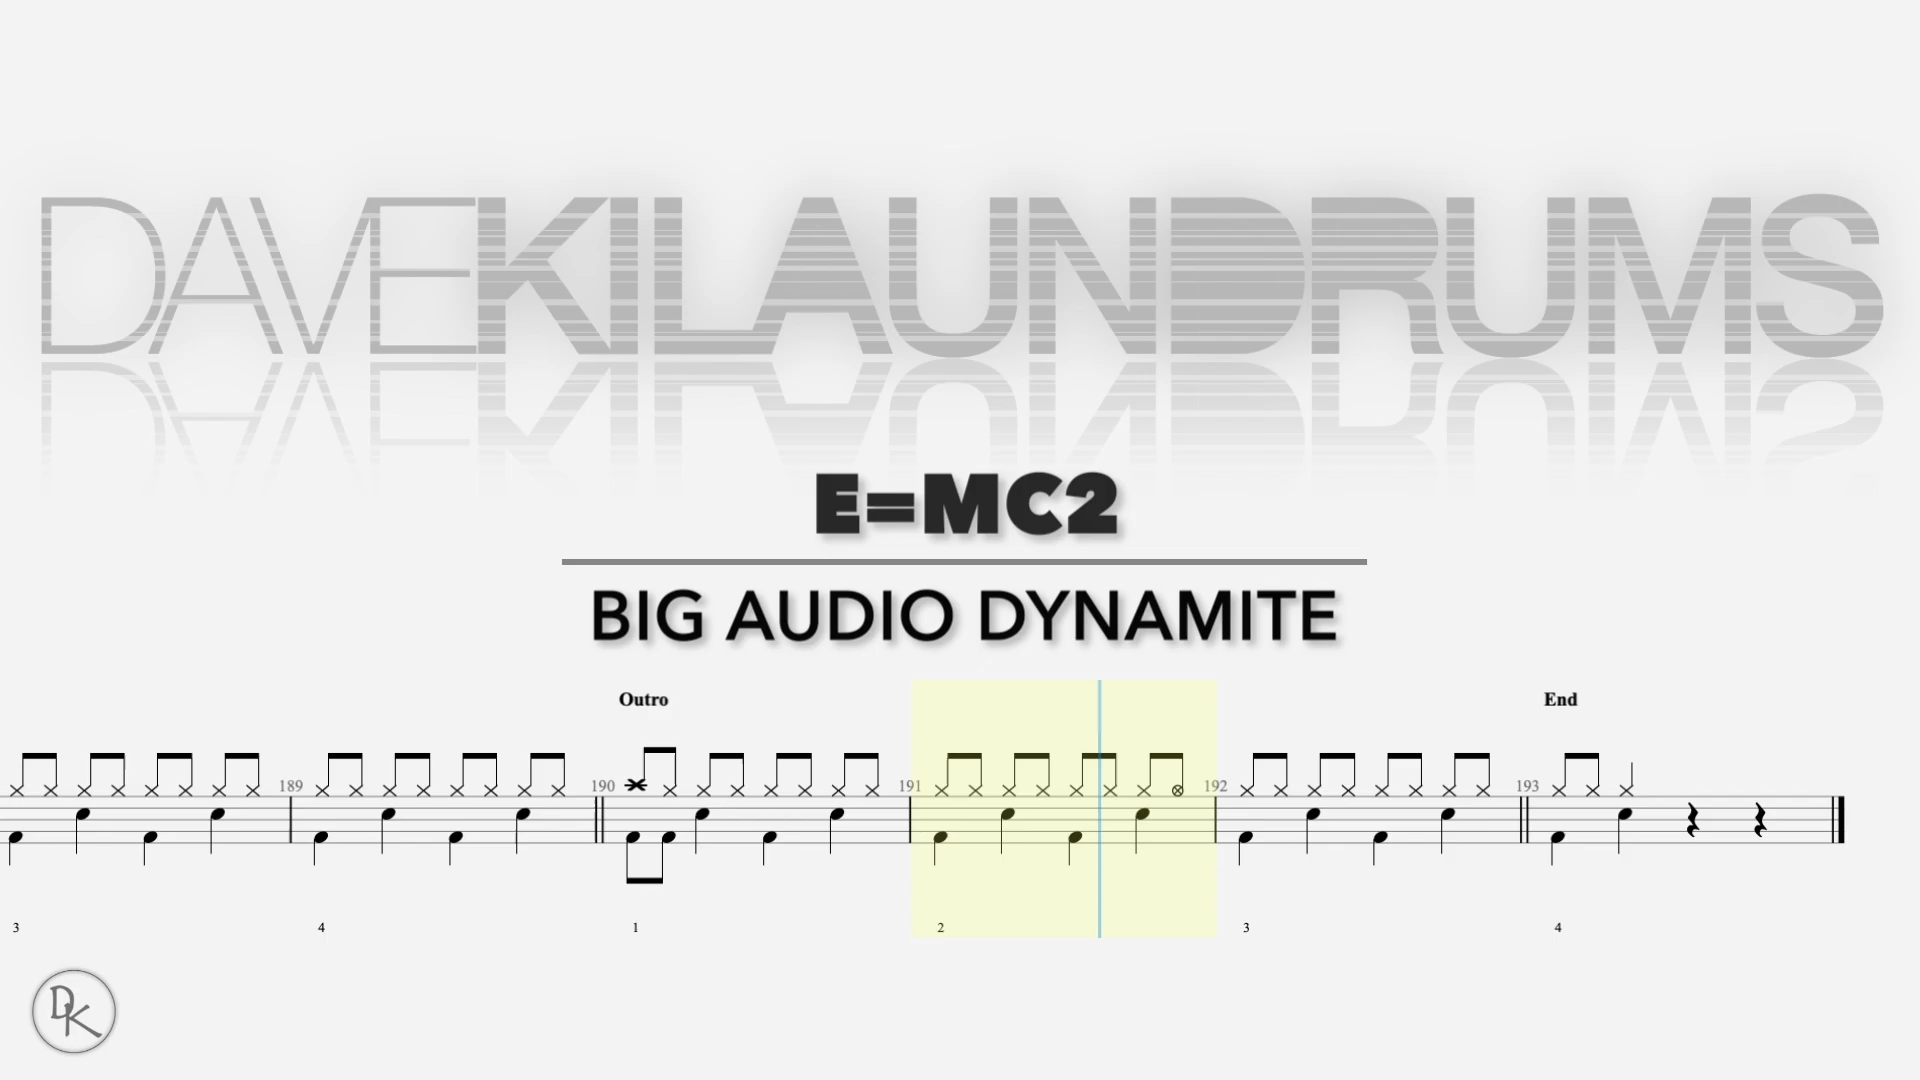 DAVEKILAUNDRUMS
E=MC2
BIG AUDIO DYNAMITE
Outro End
189 190 191 192 193
3 4 1 2 3 4
DK